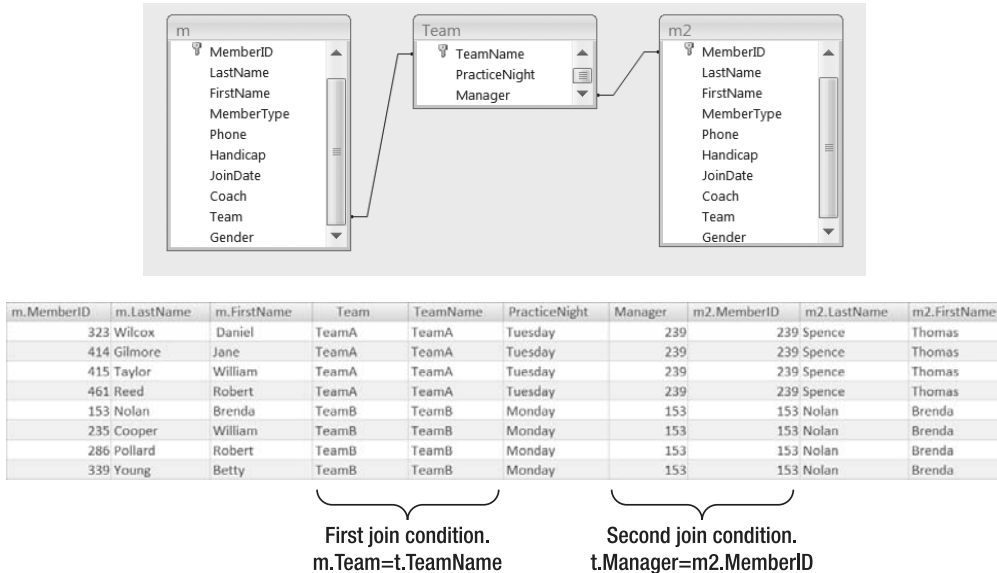 m
MemberID
LastName
FirstName
MemberType
Phone
Handicap
JoinDate
Coach
Team
Gender
Team
TeamName
PracticeNight
Manager
m2
MemberID
LastName
FirstName
MemberType
Phone
Handicap
JoinDate
Coach
Team
Gender
m.MemberID m.LastName m.FirstName Team TeamName PracticeNight Manager m2.MemberID m2.LastName m2.FirstName
323 Wilcox Daniel TeamA TeamA Tuesday 239 239 Spence Thomas
414 Gilmore Jane TeamA TeamA Tuesday 239 239 Spence Thomas
415 Taylor William TeamA TeamA Tuesday 239 239 Spence Thomas
461 Reed Robert TeamA TeamA Tuesday 239 239 Spence Thomas
153 Nolan Brenda TeamB TeamB Monday 153 153 Nolan Brenda
235 Cooper William TeamB TeamB Monday 153 153 Nolan Brenda
286 Pollard Robert TeamB TeamB Monday 153 153 Nolan Brenda
339 Young Betty TeamB TeamB Monday 153 153 Nolan Brenda
First join condition.
m.Team=t.TeamName
Second join condition.
t.Manager=m2.MemberID